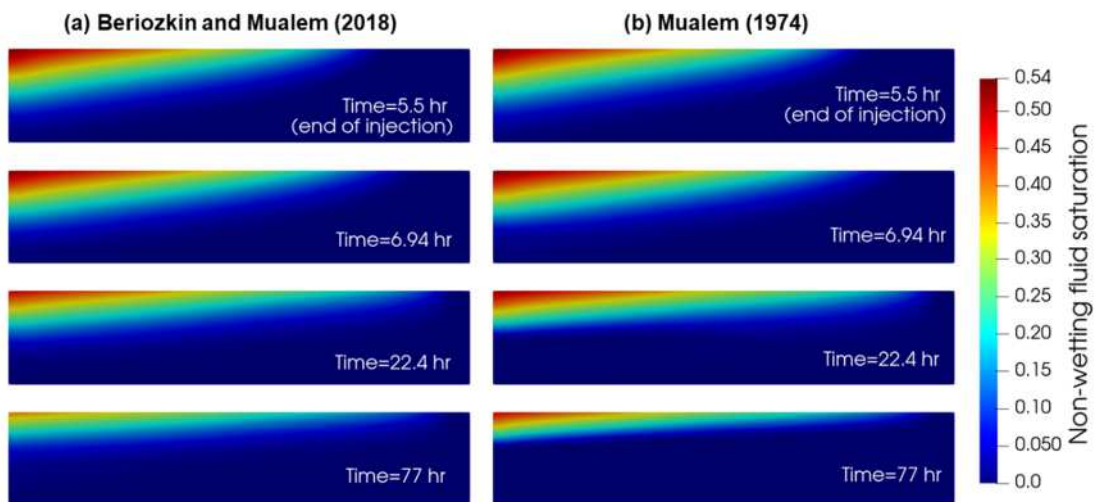 (a) Beriozkin and Mualem (2018)
(b) Mualem (1974)
Time=5.5 hr
(end of injection)
Time=5.5 hr
(end of injection)
Time=6.94 hr
Time=6.94 hr
Time=22.4 hr
Time=22.4 hr
Time=77 hr
Time=77 hr
0.54
0.50
0.45
0.40
0.35
0.30
0.25
0.20
0.15
0.10
0.050
0.0
Non-wetting fluid saturation